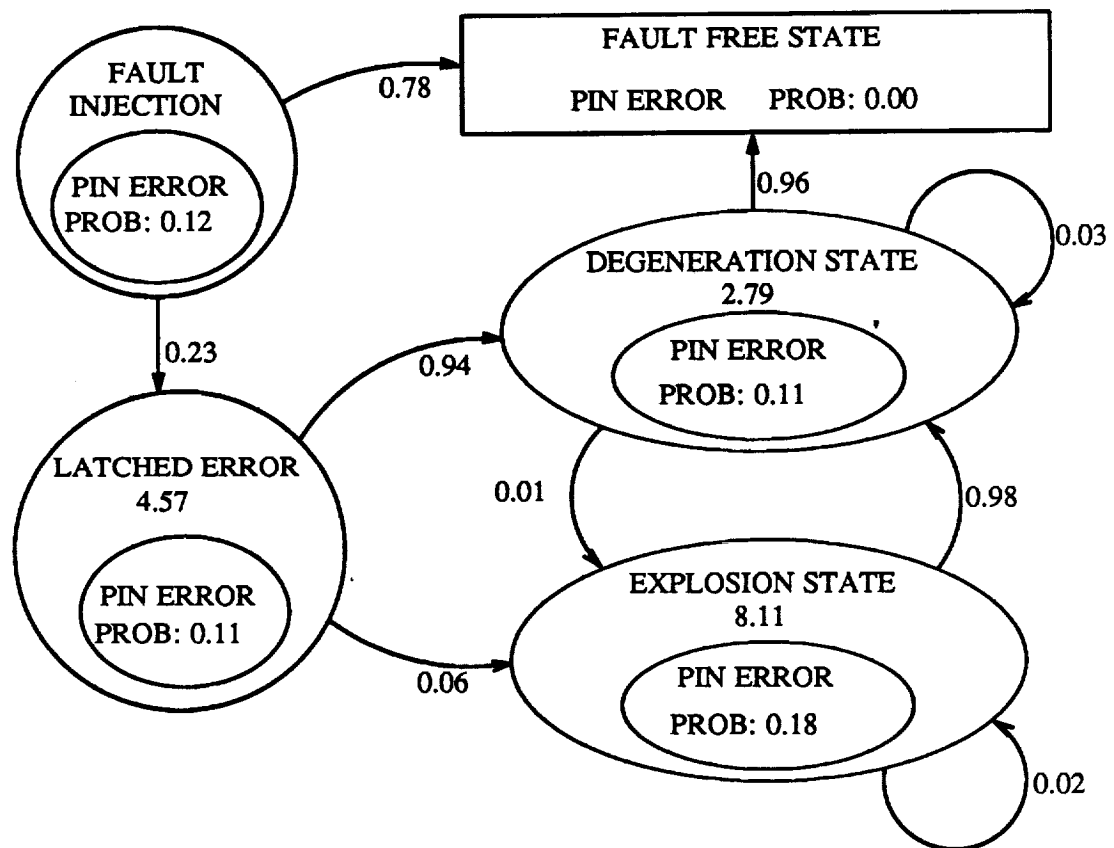 FAULT
INJECTION
PIN ERROR
PROB: 0.12
0.78
FAULT FREE STATE
PIN ERROR PROB: 0.00
0.96
0.03
DEGENERATION STATE
2.79
PIN ERROR
PROB: 0.11
0.23
0.94
LATCHED ERROR
4.57
PIN ERROR
PROB: 0.11
0.01
0.98
0.06
EXPLOSION STATE
8.11
PIN ERROR
PROB: 0.18
0.02